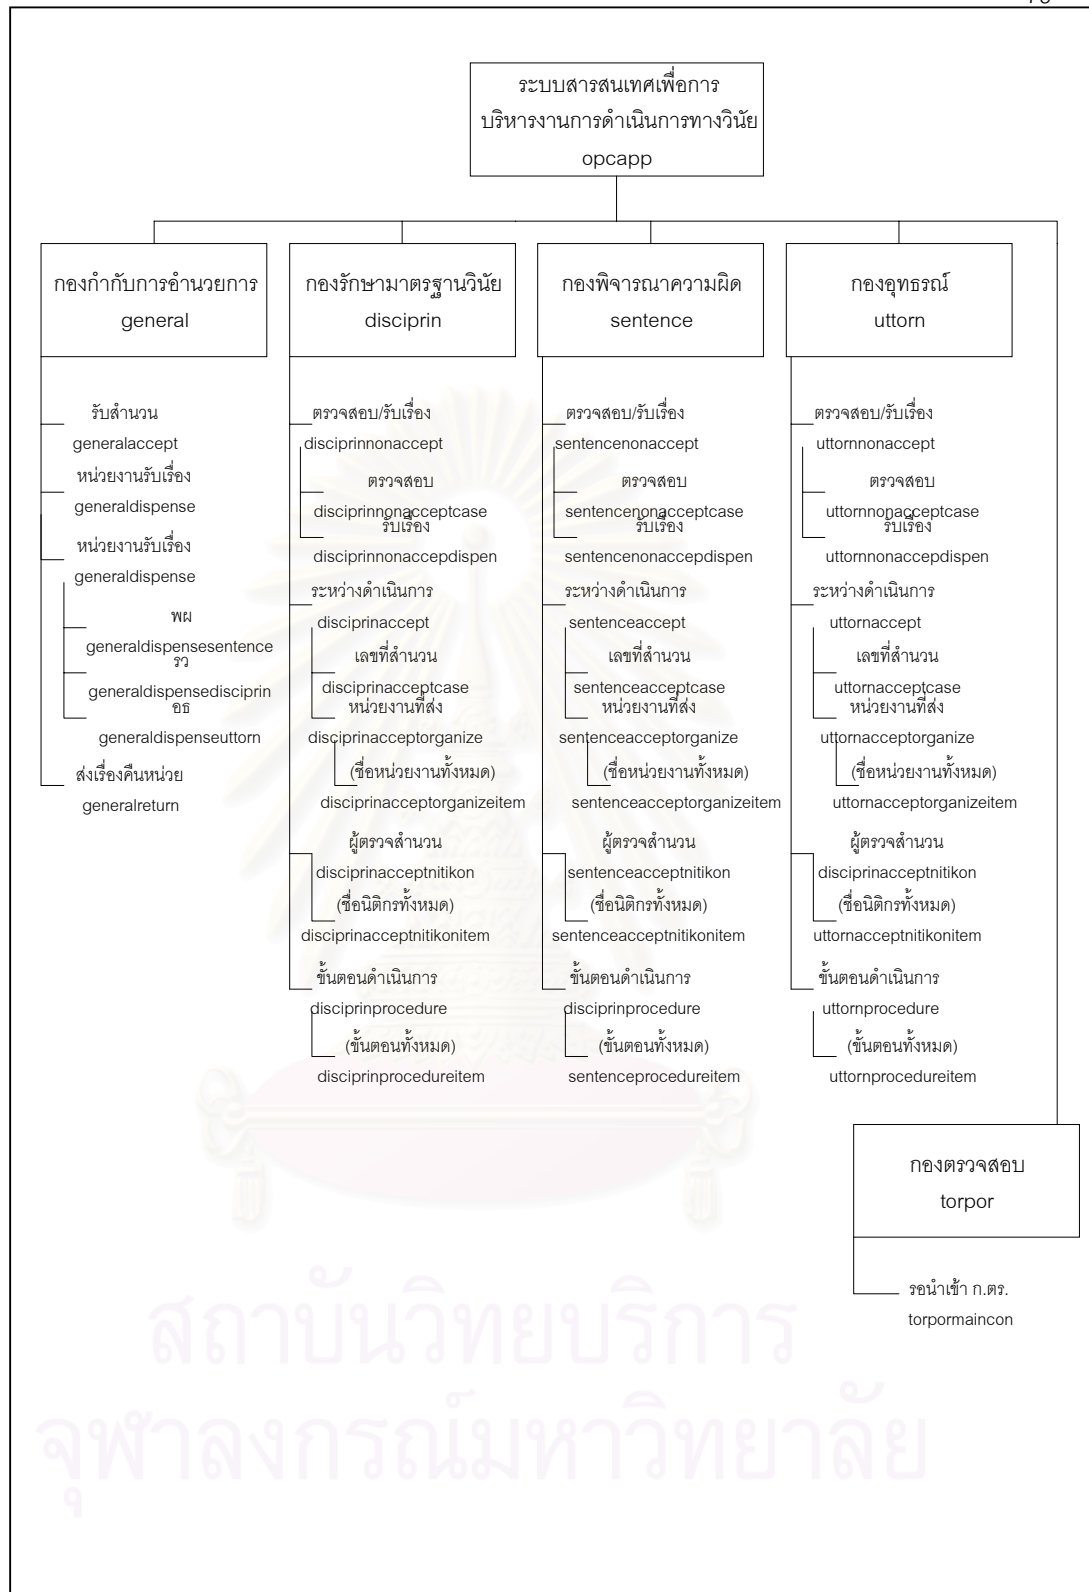 ระบบสารสนเทศเพื่อการ
บริหารงานการดำเนินการทางวินัย
opcapp
กองกำกับการอำนวยการ
general
รับสำนวน
generalaccept
หน่วยงานรับเรื่อง
generaldispense
หน่วยงานรับเรื่อง
generaldispense
พผ
generaldispensesentence
รว
generaldispensedisciprin
อธ
generaldispenseuttorn
ส่งเรื่องคืนหน่วย
generalreturn
กองรักษามาตรฐานวินัย
disciprin
ตรวจสอบ/รับเรื่อง
disciprinnonaccept
ตรวจสอบ
disciprinnonacceptcase
รับเรื่อง
disciprinnonaccepdispen
ระหว่างดำเนินการ
disciprinaccept
เลขที่สำนวน
disciprinacceptcase
หน่วยงานที่ส่ง
disciprinacceptorganize
(ชื่อหน่วยงานทั้งหมด)
disciprinacceptorganizeitem
ผู้ตรวจสำนวน
disciprinacceptnitikon
(ชื่อนิติกรทั้งหมด)
disciprinacceptnitikonitem
ขั้นตอนดำเนินการ
disciprinprocedure
(ขั้นตอนทั้งหมด)
disciprinprocedureitem
กองพิจารณาความผิด
sentence
ตรวจสอบ/รับเรื่อง
sentencenonaccept
ตรวจสอบ
sentencenonacceptcase
รับเรื่อง
sentencenonaccepdispen
ระหว่างดำเนินการ
sentenceaccept
เลขที่สำนวน
sentenceacceptcase
หน่วยงานที่ส่ง
sentenceacceptorganize
(ชื่อหน่วยงานทั้งหมด)
sentenceacceptorganizeitem
ผู้ตรวจสำนวน
sentenceacceptnitikon
(ชื่อนิติกรทั้งหมด)
sentenceacceptnitikonitem
ขั้นตอนดำเนินการ
disciprinprocedure
(ขั้นตอนทั้งหมด)
sentenceprocedureitem
กองอุทธรณ์
uttorn
ตรวจสอบ/รับเรื่อง
uttornnonaccept
ตรวจสอบ
uttornnonacceptcase
รับเรื่อง
uttornnonaccepdispen
ระหว่างดำเนินการ
uttornaccept
เลขที่สำนวน
uttornacceptcase
หน่วยงานที่ส่ง
uttornacceptorganize
(ชื่อหน่วยงานทั้งหมด)
uttornacceptorganizeitem
ผู้ตรวจสำนวน
disciprinacceptnitikon
(ชื่อนิติกรทั้งหมด)
uttornacceptnitikonitem
ขั้นตอนดำเนินการ
uttornprocedure
(ขั้นตอนทั้งหมด)
uttornprocedureitem
กองตรวจสอบ
torpor
รอนำเข้า ก.ตร.
torpormaincon
สถาบันวิทยบริการ
จุฬาลงกรณ์มหาวิทยาลัย